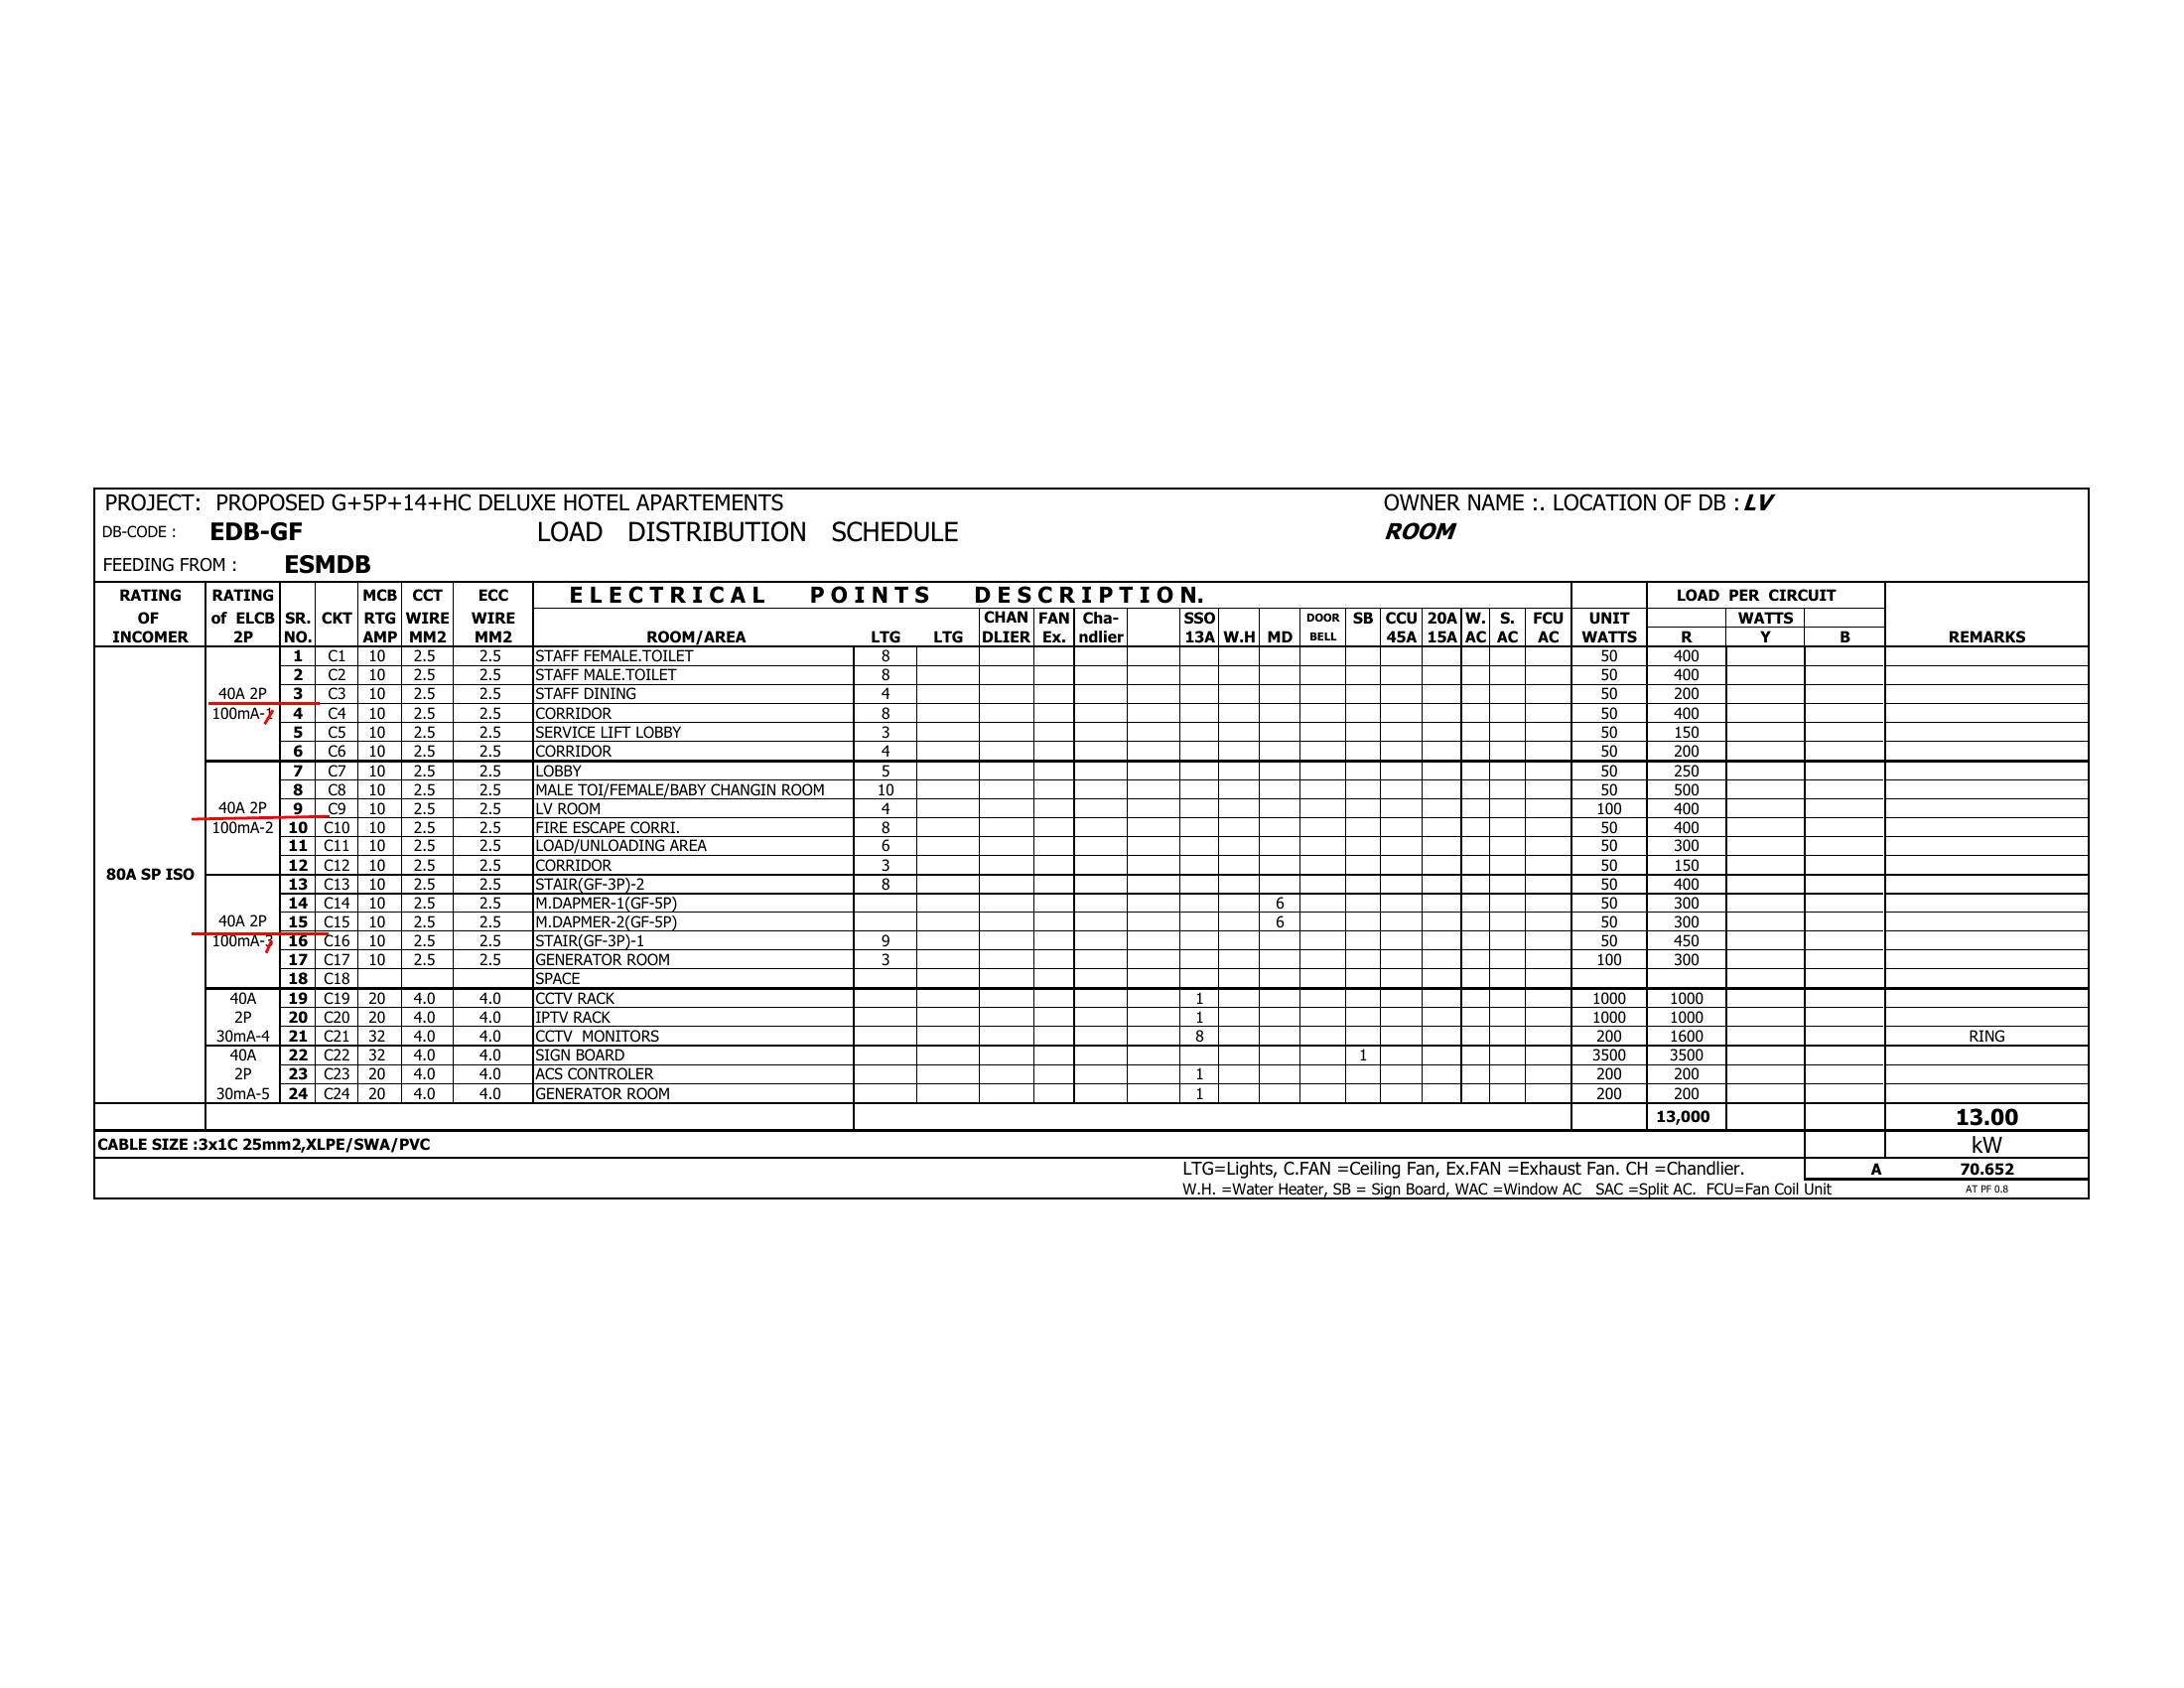 PROJECT: PROPOSED G+5P+14+HC DELUXE HOTEL APARTEMENTS OWNER NAME :. LOCATION OF DB : LV
DB-CODE : EDB-GF LOAD DISTRIBUTION SCHEDULE ROOM
FEEDING FROM : ESMDB
RATING RATING MCB CCT ECC ELECTRICAL POINTS DESCRIPTION. LOAD PER CIRCUIT
OF of ELCB SR. CKT RTG WIRE WIRE CHAN FAN Cha- SSO DOOR SB CCU 20A W. S. FCU UNIT WATTS
INCOMER 2P NO. AMP MM2 MM2 ROOM/AREA LTG LTG DLIER Ex. ndlier 13A W.H MD BELL 45A 15A AC AC AC WATTS R Y B REMARKS
1 C1 10 2.5 2.5 STAFF FEMALE.TOILET 8 50 400
2 C2 10 2.5 2.5 STAFF MALE.TOILET 8 50 400
40A 2P 3 C3 10 2.5 2.5 STAFF DINING 4 50 200
100mA-1 4 C4 10 2.5 2.5 CORRIDOR 8 50 400
5 C5 10 2.5 2.5 SERVICE LIFT LOBBY 3 50 150
6 C6 10 2.5 2.5 CORRIDOR 4 50 200
7 C7 10 2.5 2.5 LOBBY 5 50 250
8 C8 10 2.5 2.5 MALE TOI/FEMALE/BABY CHANGIN ROOM 10 50 500
40A 2P 9 C9 10 2.5 2.5 LV ROOM 4 100 400
100mA-2 10 C10 10 2.5 2.5 FIRE ESCAPE CORRI. 8 50 400
11 C11 10 2.5 2.5 LOAD/UNLOADING AREA 6 50 300
12 C12 10 2.5 2.5 CORRIDOR 3 50 150
80A SP ISO
13 C13 10 2.5 2.5 STAIR(GF-3P)-2 8 50 400
14 C14 10 2.5 2.5 M.DAPMER-1(GF-5P) 6 50 300
40A 2P 15 C15 10 2.5 2.5 M.DAPMER-2(GF-5P) 6 50 300
100mA-3 16 C16 10 2.5 2.5 STAIR(GF-3P)-1 9 50 450
17 C17 10 2.5 2.5 GENERATOR ROOM 3 100 300
18 C18 SPACE
40A 19 C19 20 4.0 4.0 CCTV RACK 1 1000 1000
2P 20 C20 20 4.0 4.0 IPTV RACK 1 1000 1000
30mA-4 21 C21 32 4.0 4.0 CCTV MONITORS 8 200 1600 RING
40A 22 C22 32 4.0 4.0 SIGN BOARD 1 3500 3500
2P 23 C23 20 4.0 4.0 ACS CONTROLER 1 200 200
30mA-5 24 C24 20 4.0 4.0 GENERATOR ROOM 1 200 200
13,000 13.00
CABLE SIZE :3x1C 25mm2,XLPE/SWA/PVC kW
LTG=Lights, C.FAN =Ceiling Fan, Ex.FAN =Exhaust Fan. CH =Chandlier. A 70.652
W.H. =Water Heater, SB = Sign Board, WAC =Window AC SAC =Split AC. FCU=Fan Coil Unit AT PF 0.8